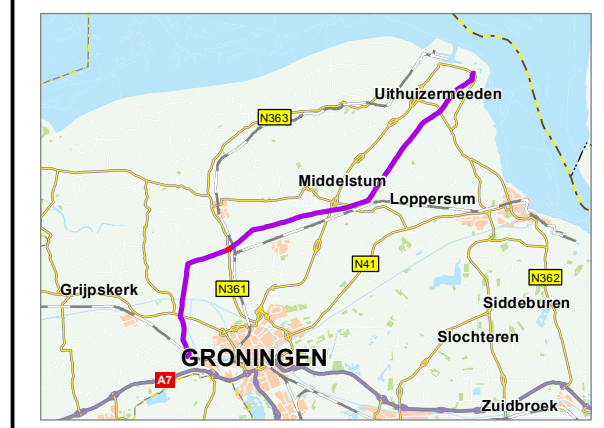 Uithuizermeeden
N363
Middelstum
Loppersum
N41
N362
Grijpskerk
N361
Siddeburen
Slochteren
GRONINGEN
A7
Zuidbroek